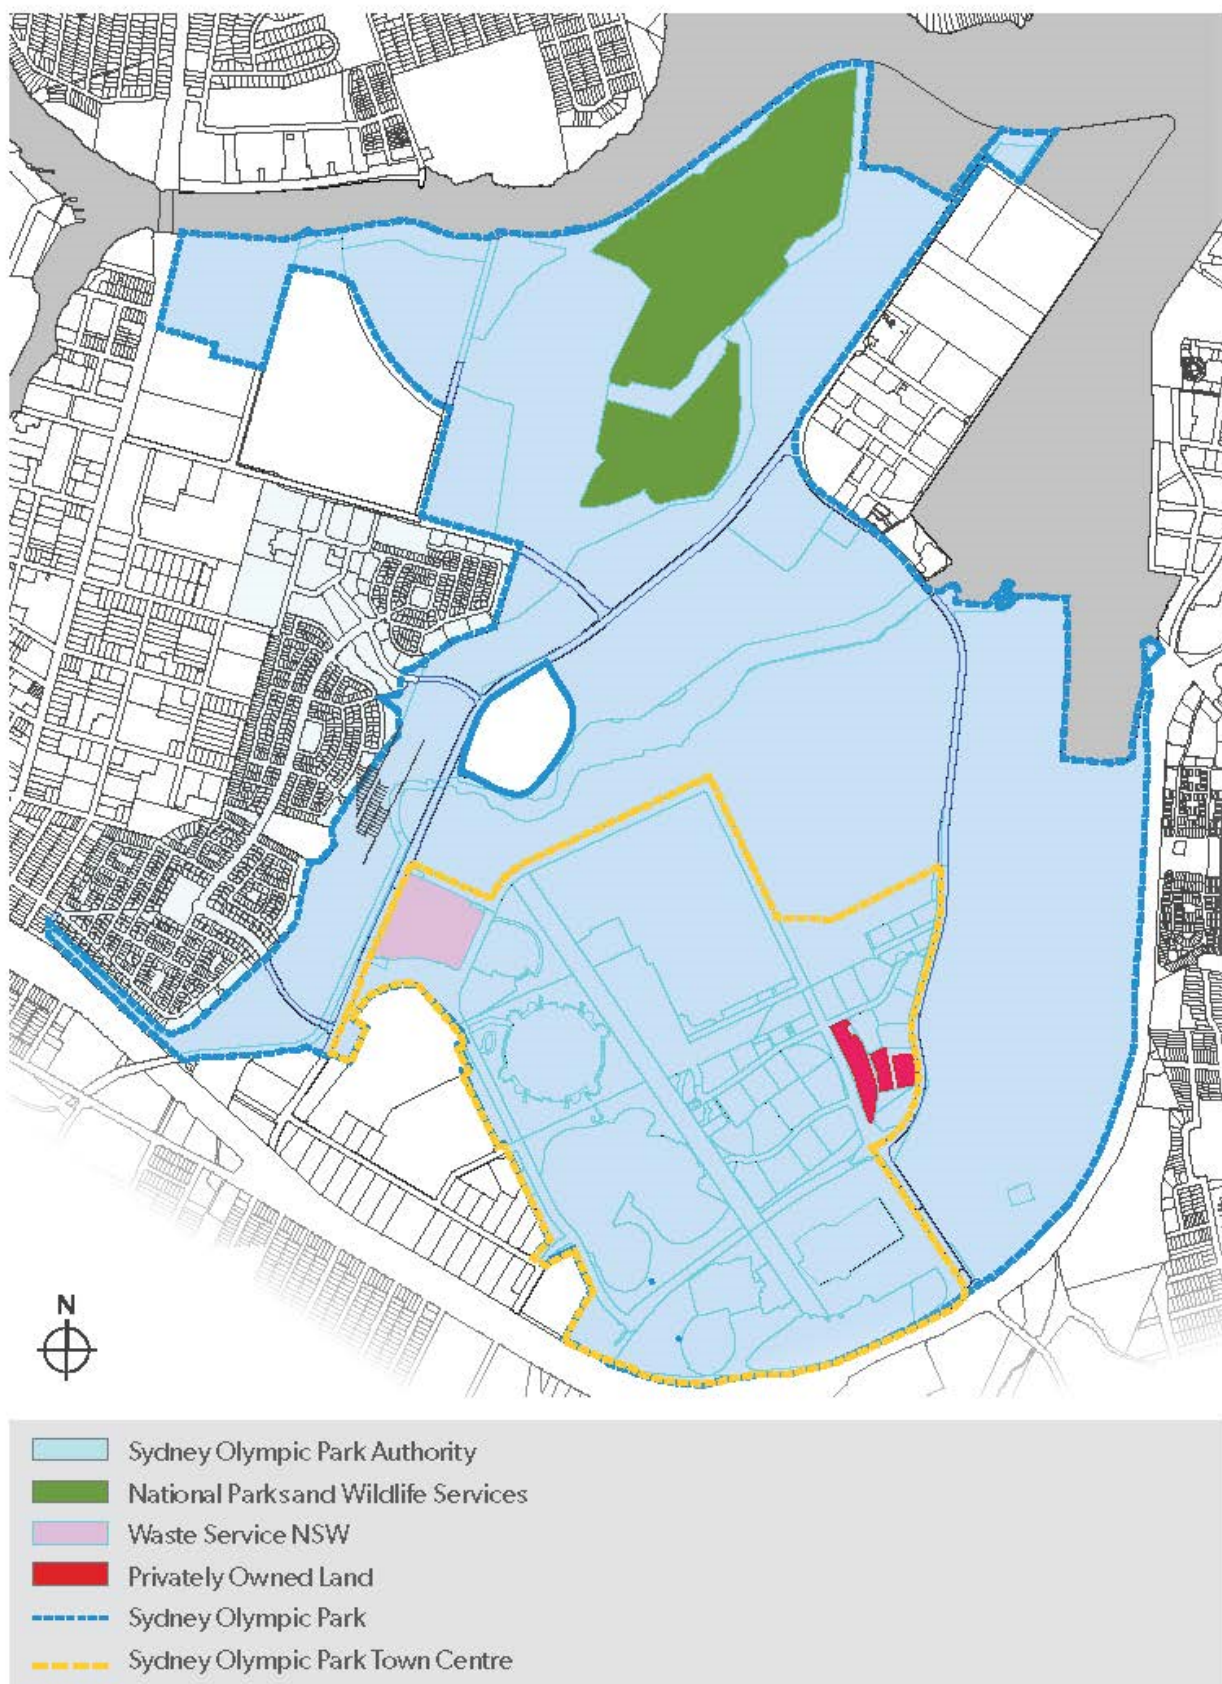 N
Sydney Olympic Park Authority
National Parks and Wildlife Services
Waste Service NSW
Privately Owned Land
Sydney Olympic Park
Sydney Olympic Park Town Centre